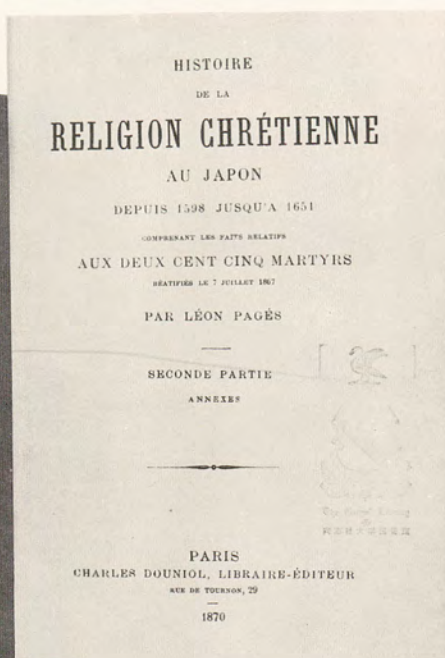 HISTOIRE
DE LA
RELIGION CHRÉTIENNE
AU JAPON
DEPUIS 1598 JUSQU'A 1651
COMPRENANT LES FAITS RELATIFS
AUX DEUX CENT CINQ MARTYRS
BÉATIFIÉS LE 7 JUILLET 1867
PAR LÉON PAGÉS
SECONDE PARTIE
ANNEXES
PARIS
CHARLES DOUNIOL, LIBRAIRE-ÉDITEUR
RUE DE TOURNON, 29
1870